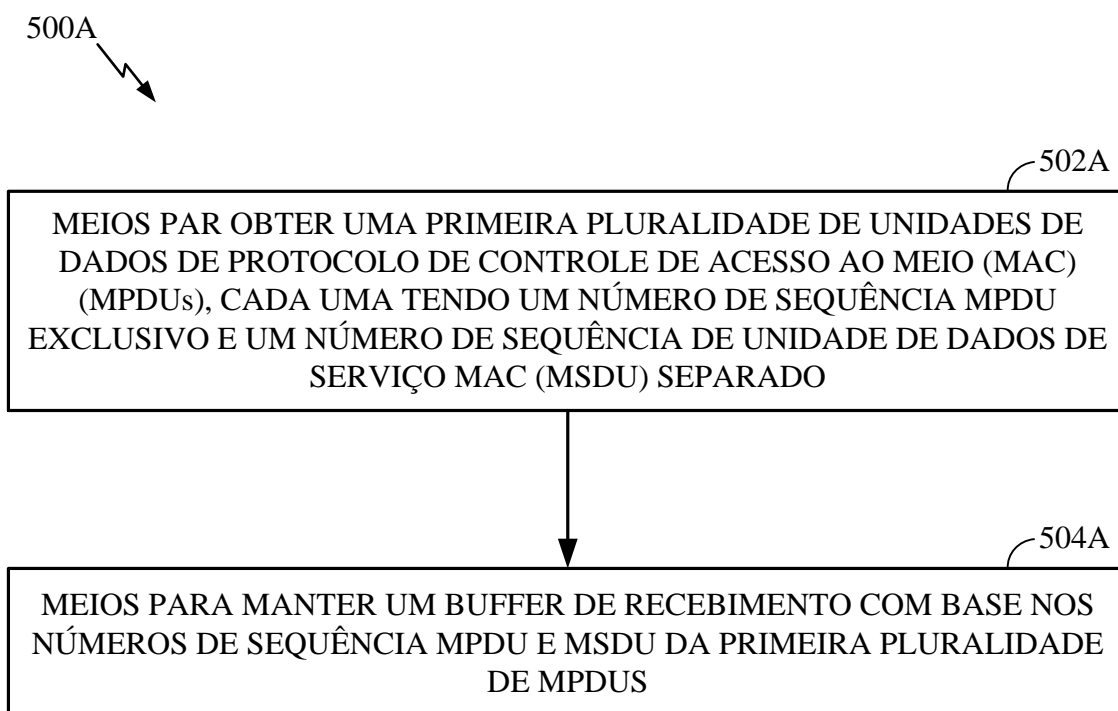 500A
502A
MEIOS PAR OBTER UMA PRIMEIRA PLURALIDADE DE UNIDADES DE
DADOS DE PROTOCOLO DE CONTROLE DE ACESSO AO MEIO (MAC)
(MPDUs), CADA UMA TENDO UM NÚMERO DE SEQUÊNCIA MPDU
EXCLUSIVO E UM NÚMERO DE SEQUÊNCIA DE UNIDADE DE DADOS DE
SERVIÇO MAC (MSDU) SEPARADO
504A
MEIOS PARA MANTER UM BUFFER DE RECEBIMENTO COM BASE NOS
NÚMEROS DE SEQUÊNCIA MPDU E MSDU DA PRIMEIRA PLURALIDADE
DE MPDUS